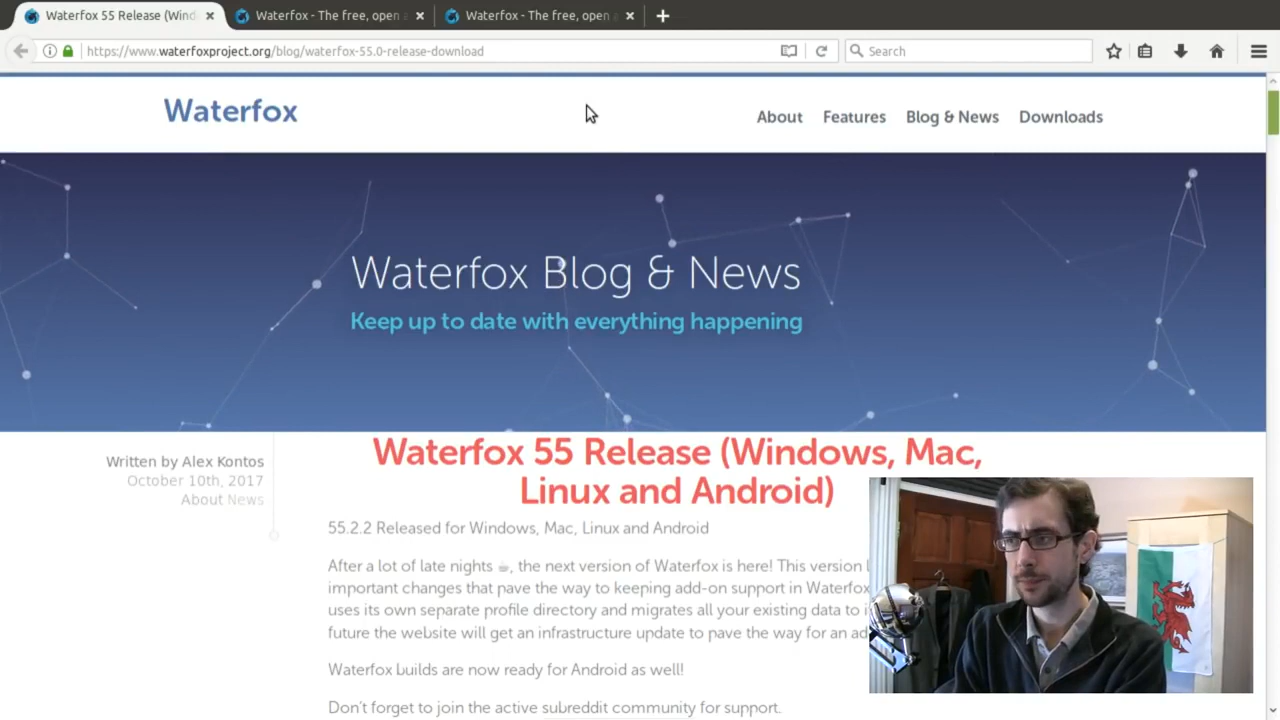 Waterfox 55 Release (Wind
Waterfox - The free, open
Waterfox - The free, open
https://www.waterfoxproject.org/blog/waterfox-55.0-release-download
Search
Waterfox
About Features Blog & News Downloads
Waterfox Blog & News
Keep up to date with everything happening
Written by Alex Kontos
October 10th, 2017
About News
Waterfox 55 Release (Windows, Mac,
Linux and Android)
55.2.2 Released for Windows, Mac, Linux and Android
After a lot of late nights ☕, the next version of Waterfox is here! This version
important changes that pave the way to keeping add-on support in Waterfox
uses its own separate profile directory and migrates all your existing data to
future the website will get an infrastructure update to pave the way for an
Waterfox builds are now ready for Android as well!
Don't forget to join the active subreddit community for support.